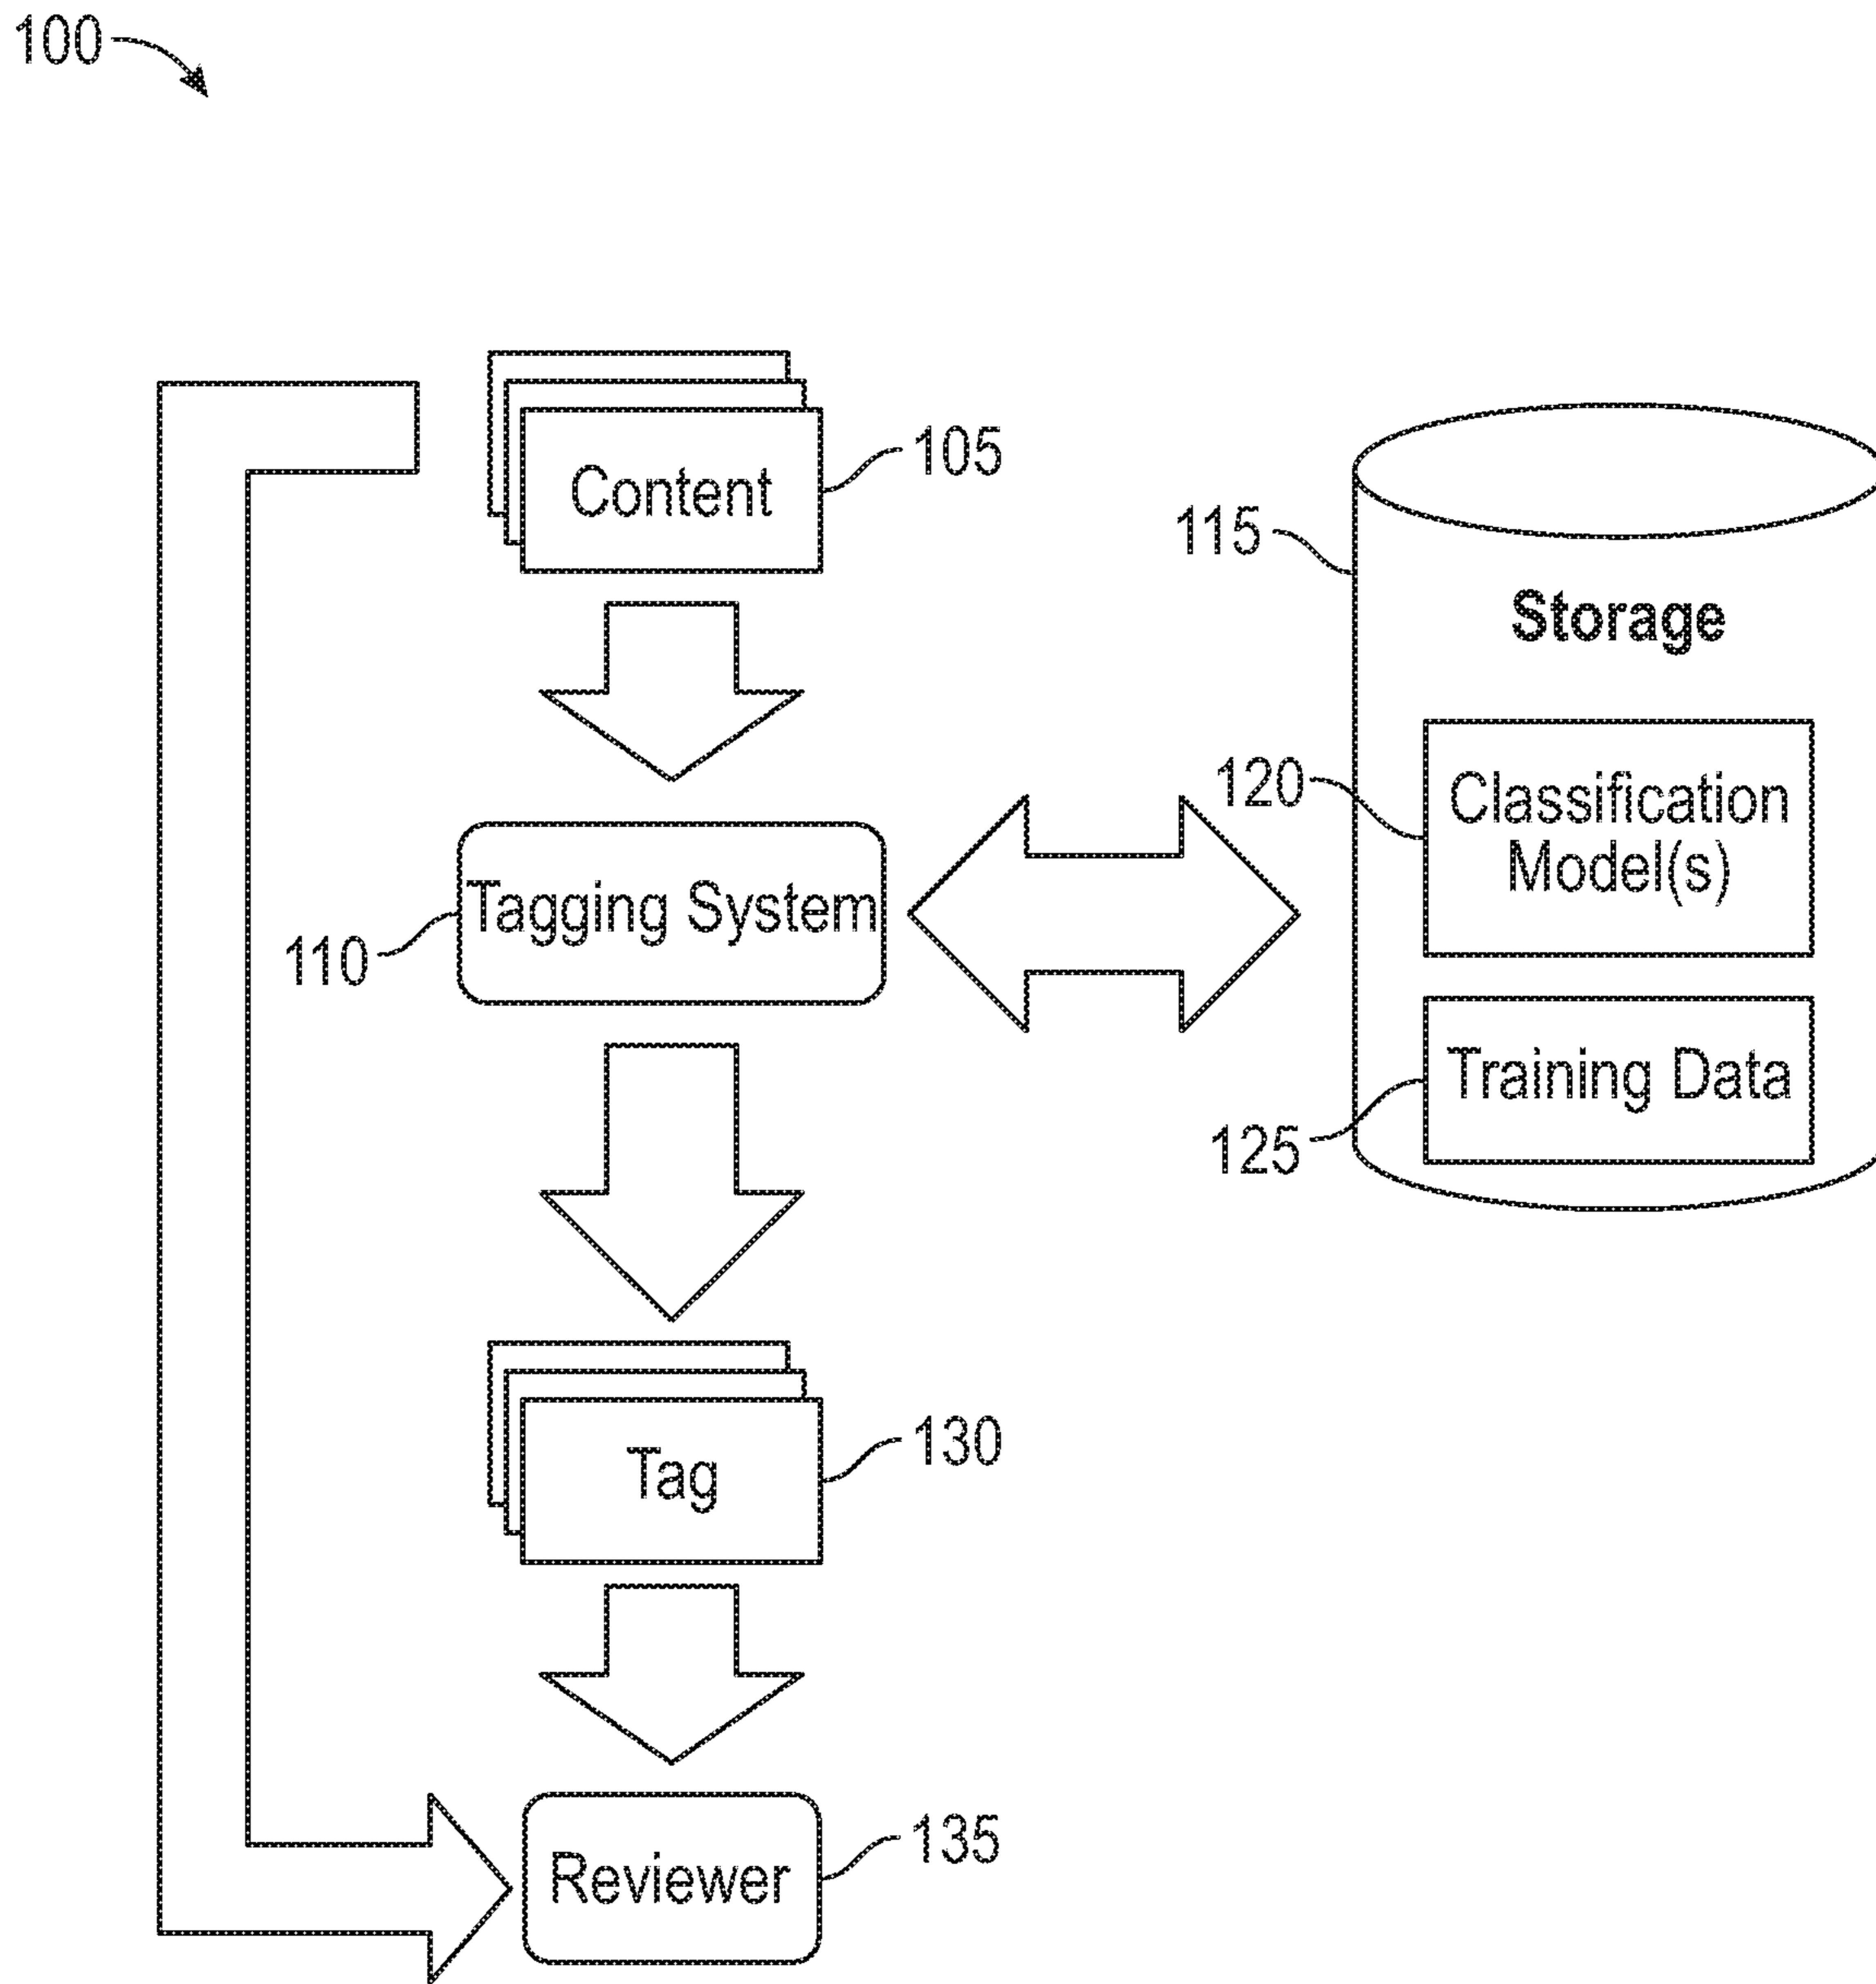 100
Content
105
115
Storage
120
Classification
Model(s)
Tagging System
110
Training Data
125
Tag
130
Reviewer
135